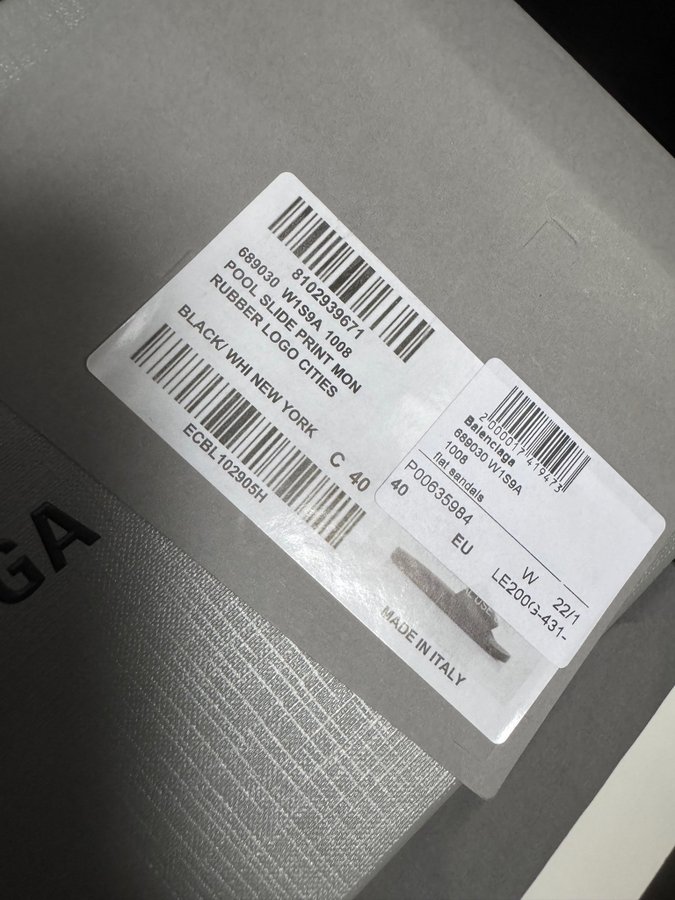 8102939671
689030 W1S9A 1008
POOL SLIDE PRINT MON
RUBBER LOGO CITIES
BLACK/ WHI NEW YORK
C 40
ECBL102905H
MADE IN ITALY
2000017419473
Balenciaga
689030 W1S9A
1008
flat sandals
P00635984
40
EU
W 22/1
LE200G-431-
GA